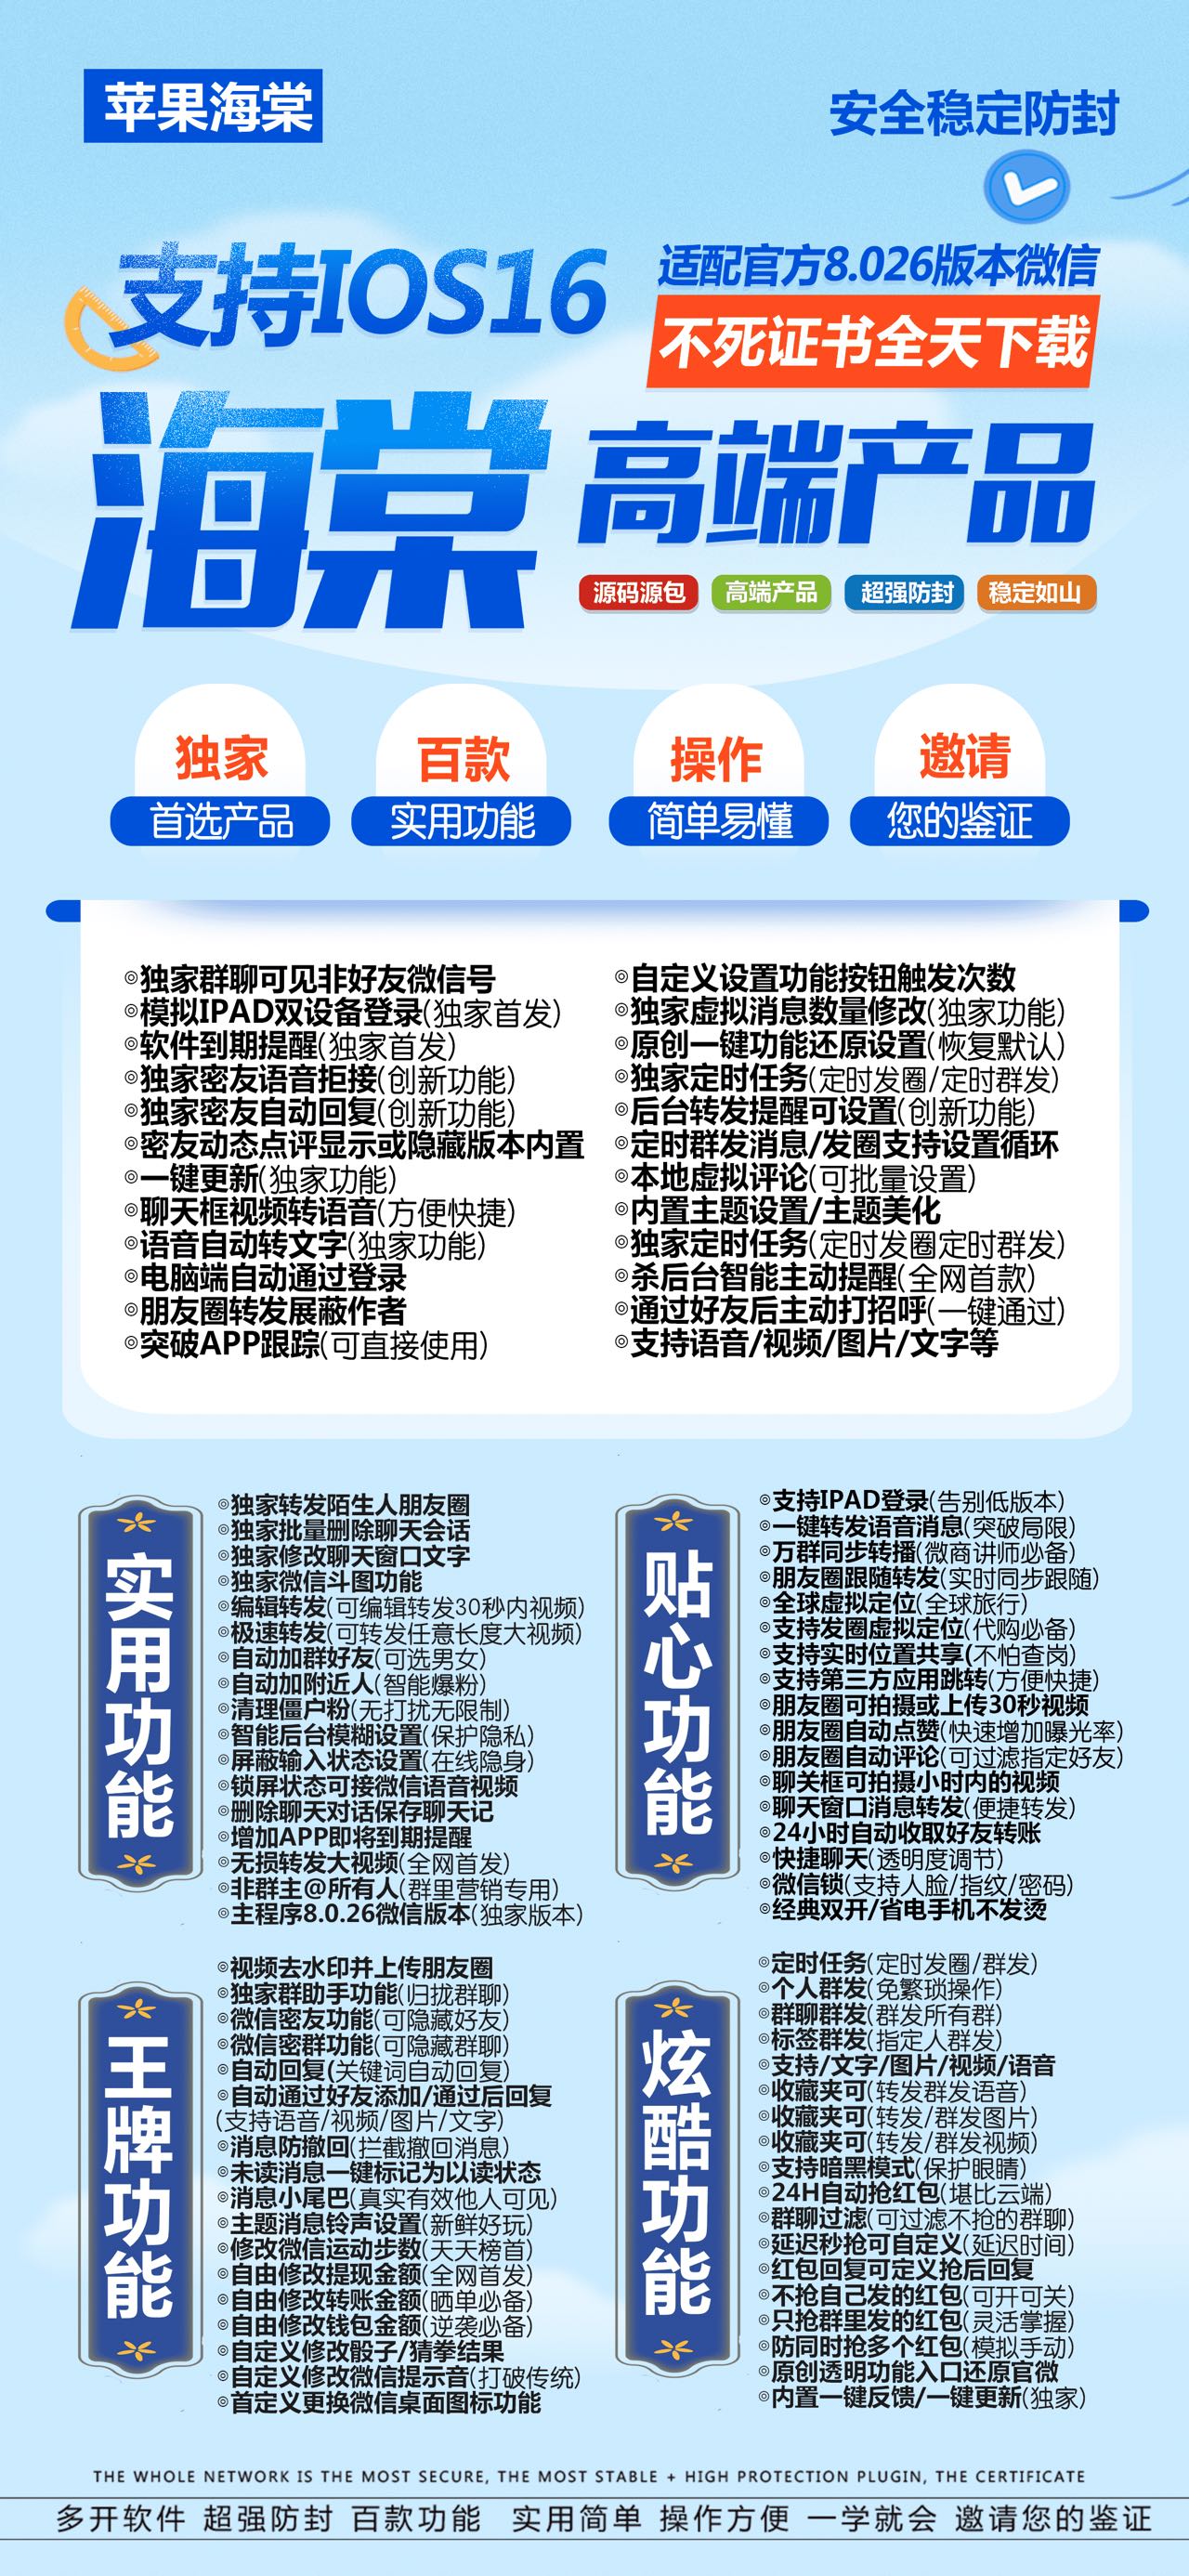 苹果海棠
安全稳定防封
支持IOS16
适配官方8.026版本微信
不死证书全天下载
海棠
高端产品
源码源包 高端产品 超强防封 稳定如山
独家 百款 操作 邀请
首选产品 实用功能 简单易懂 您的鉴证
◎独家群聊可见非好友微信号
◎模拟IPAD双设备登录(独家首发)
◎软件到期提醒(独家首发)
◎独家密友语音拒接(创新功能)
◎独家密友自动回复(创新功能)
◎密友动态点评显示或隐藏版本内置
◎一键更新(独家功能)
◎聊天框视频转语音(方便快捷)
◎语音自动转文字(独家功能)
◎电脑端自动通过登录
◎朋友圈转发展蔽作者
◎突破APP跟踪(可直接使用)
◎自定义设置功能按钮触发次数
◎独家虚拟消息数量修改(独家功能)
◎原创一键功能还原设置(恢复默认)
◎独家定时任务(定时发圈/定时群发)
◎后台转发提醒可设置(创新功能)
◎定时群发消息/发圈支持设置循环
◎本地虚拟评论(可批量设置)
◎内置主题设置/主题美化
◎独家定时任务(定时发圈定时群发)
◎杀后台智能主动提醒(全网首款)
◎通过好友后主动打招呼(一键通过)
◎支持语音/视频/图片/文字等
实用功能
◎独家转发陌生人朋友圈
◎独家批量删除聊天会话
◎独家修改聊天窗口文字
◎独家微信斗图功能
◎编辑转发(可编辑转发30秒内视频)
◎极速转发(可转发任意长度大视频)
◎自动加群好友(可选男女)
◎自动加附近人(智能爆粉)
◎清理僵户粉(无打扰无限制)
◎智能后台模糊设置(保护隐私)
◎屏蔽输入状态设置(在线隐身)
◎锁屏状态可接微信语音视频
◎删除聊天对话保存聊天记
◎增加APP即将到期提醒
◎无损转发大视频(全网首发)
◎非群主@所有人(群里营销专用)
◎主程序8.0.26微信版本(独家版本)
贴心功能
◎支持IPAD登录(告别低版本)
◎一键转发语音消息(突破局限)
◎万群同步转播(微商讲师必备)
◎朋友圈跟随转发(实时同步跟随)
◎全球虚拟定位(全球旅行)
◎支持发圈虚拟定位(代购必备)
◎支持实时位置共享(不怕查岗)
◎支持第三方应用跳转(方便快捷)
◎朋友圈可拍摄或上传30秒视频
◎朋友圈自动点赞(快速增加曝光率)
◎朋友圈自动评论(可过滤指定好友)
◎聊关框可拍摄小时内的视频
◎聊天窗口消息转发(便捷转发)
◎24小时自动收取好友转账
◎快捷聊天(透明度调节)
◎微信锁(支持人脸/指纹/密码)
◎经典双开/省电手机不发烫
王牌功能
◎视频去水印并上传朋友圈
◎独家群助手功能(归拢群聊)
◎微信密友功能(可隐藏好友)
◎微信密群功能(可隐藏群聊)
◎自动回复(关键词自动回复)
◎自动通过好友添加/通过后回复
(支持语音/视频/图片/文字)
◎消息防撤回(拦截撤回消息)
◎未读消息一键标记为以读状态
◎消息小尾巴(真实有效他人可见)
◎主题消息铃声设置(新鲜好玩)
◎修改微信运动步数(天天榜首)
◎自由修改提现金额(全网首发)
◎自由修改转账金额(晒单必备)
◎自由修改钱包金额(逆袭必备)
◎自定义修改骰子/猜拳结果
◎自定义修改微信提示音(打破传统)
◎首定义更换微信桌面图标功能
炫酷功能
◎定时任务(定时发圈/群发)
◎个人群发(免繁琐操作)
◎群聊群发(群发所有群)
◎标签群发(指定人群发)
◎支持/文字/图片/视频/语音
◎收藏夹可(转发群发语音)
◎收藏夹可(转发/群发图片)
◎收藏夹可(转发/群发视频)
◎支持暗黑模式(保护眼睛)
◎24H自动抢红包(堪比云端)
◎群聊过滤(可过滤不抢的群聊)
◎延迟秒抢可自定义(延迟时间)
◎红包回复可定义抢后回复
◎不抢自己发的红包(可开可关)
◎只抢群里发的红包(灵活掌握)
◎防同时抢多个红包(模拟手动)
◎原创透明功能入口还原官微
◎内置一键反馈/一键更新(独家)
THE WHOLE NETWORK IS THE MOST SECURE, THE MOST STABLE + HIGH PROTECTION PLUGIN, THE CERTIFICATE
多开软件 超强防封 百款功能 实用简单 操作方便 一学就会 邀请您的鉴证